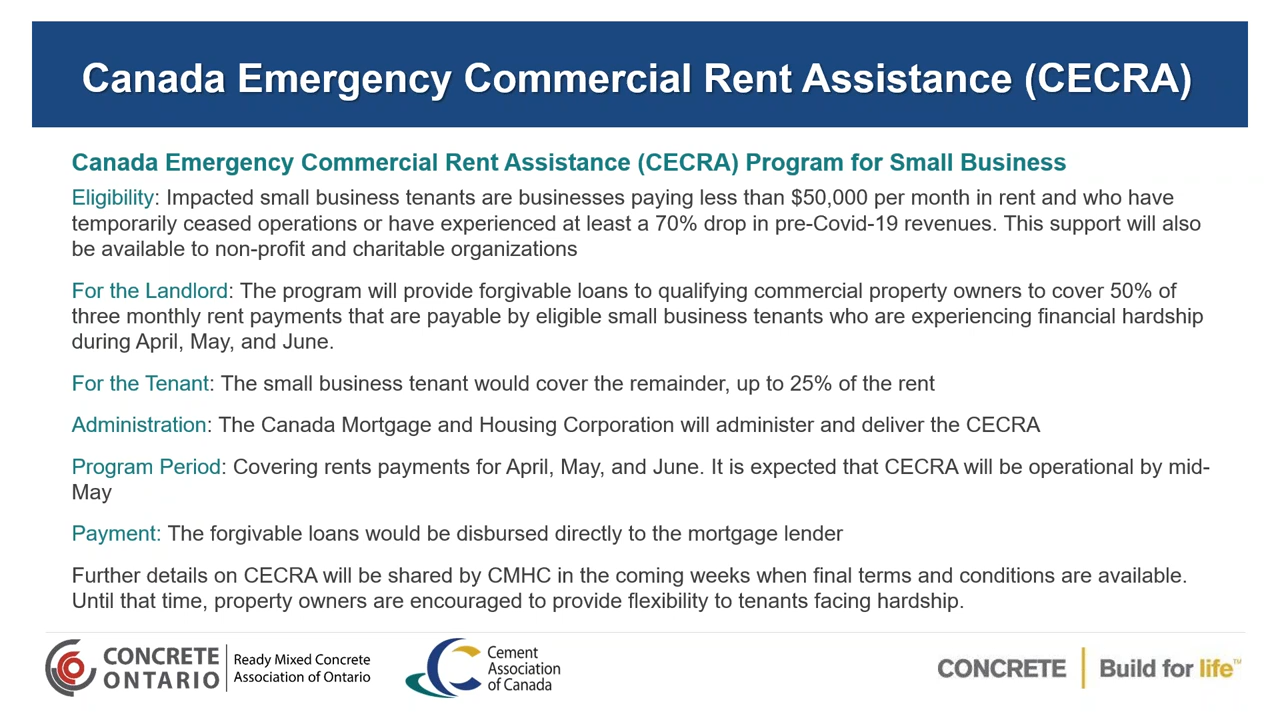 Canada Emergency Commercial Rent Assistance (CECRA)
Canada Emergency Commercial Rent Assistance (CECRA) Program for Small Business
Eligibility: Impacted small business tenants are businesses paying less than $50,000 per month in rent and who have
temporarily ceased operations or have experienced at least a 70% drop in pre-Covid-19 revenues. This support will also
be available to non-profit and charitable organizations
For the Landlord: The program will provide forgivable loans to qualifying commercial property owners to cover 50% of
three monthly rent payments that are payable by eligible small business tenants who are experiencing financial hardship
during April, May, and June.
For the Tenant: The small business tenant would cover the remainder, up to 25% of the rent
Administration: The Canada Mortgage and Housing Corporation will administer and deliver the CECRA
Program Period: Covering rents payments for April, May, and June. It is expected that CECRA will be operational by mid-
May
Payment: The forgivable loans would be disbursed directly to the mortgage lender
Further details on CECRA will be shared by CMHC in the coming weeks when final terms and conditions are available.
Until that time, property owners are encouraged to provide flexibility to tenants facing hardship.
CONCRETE
ONTARIO
Ready Mixed Concrete
Association of Ontario
Cement
Association
of Canada
CONCRETE | Build for life™